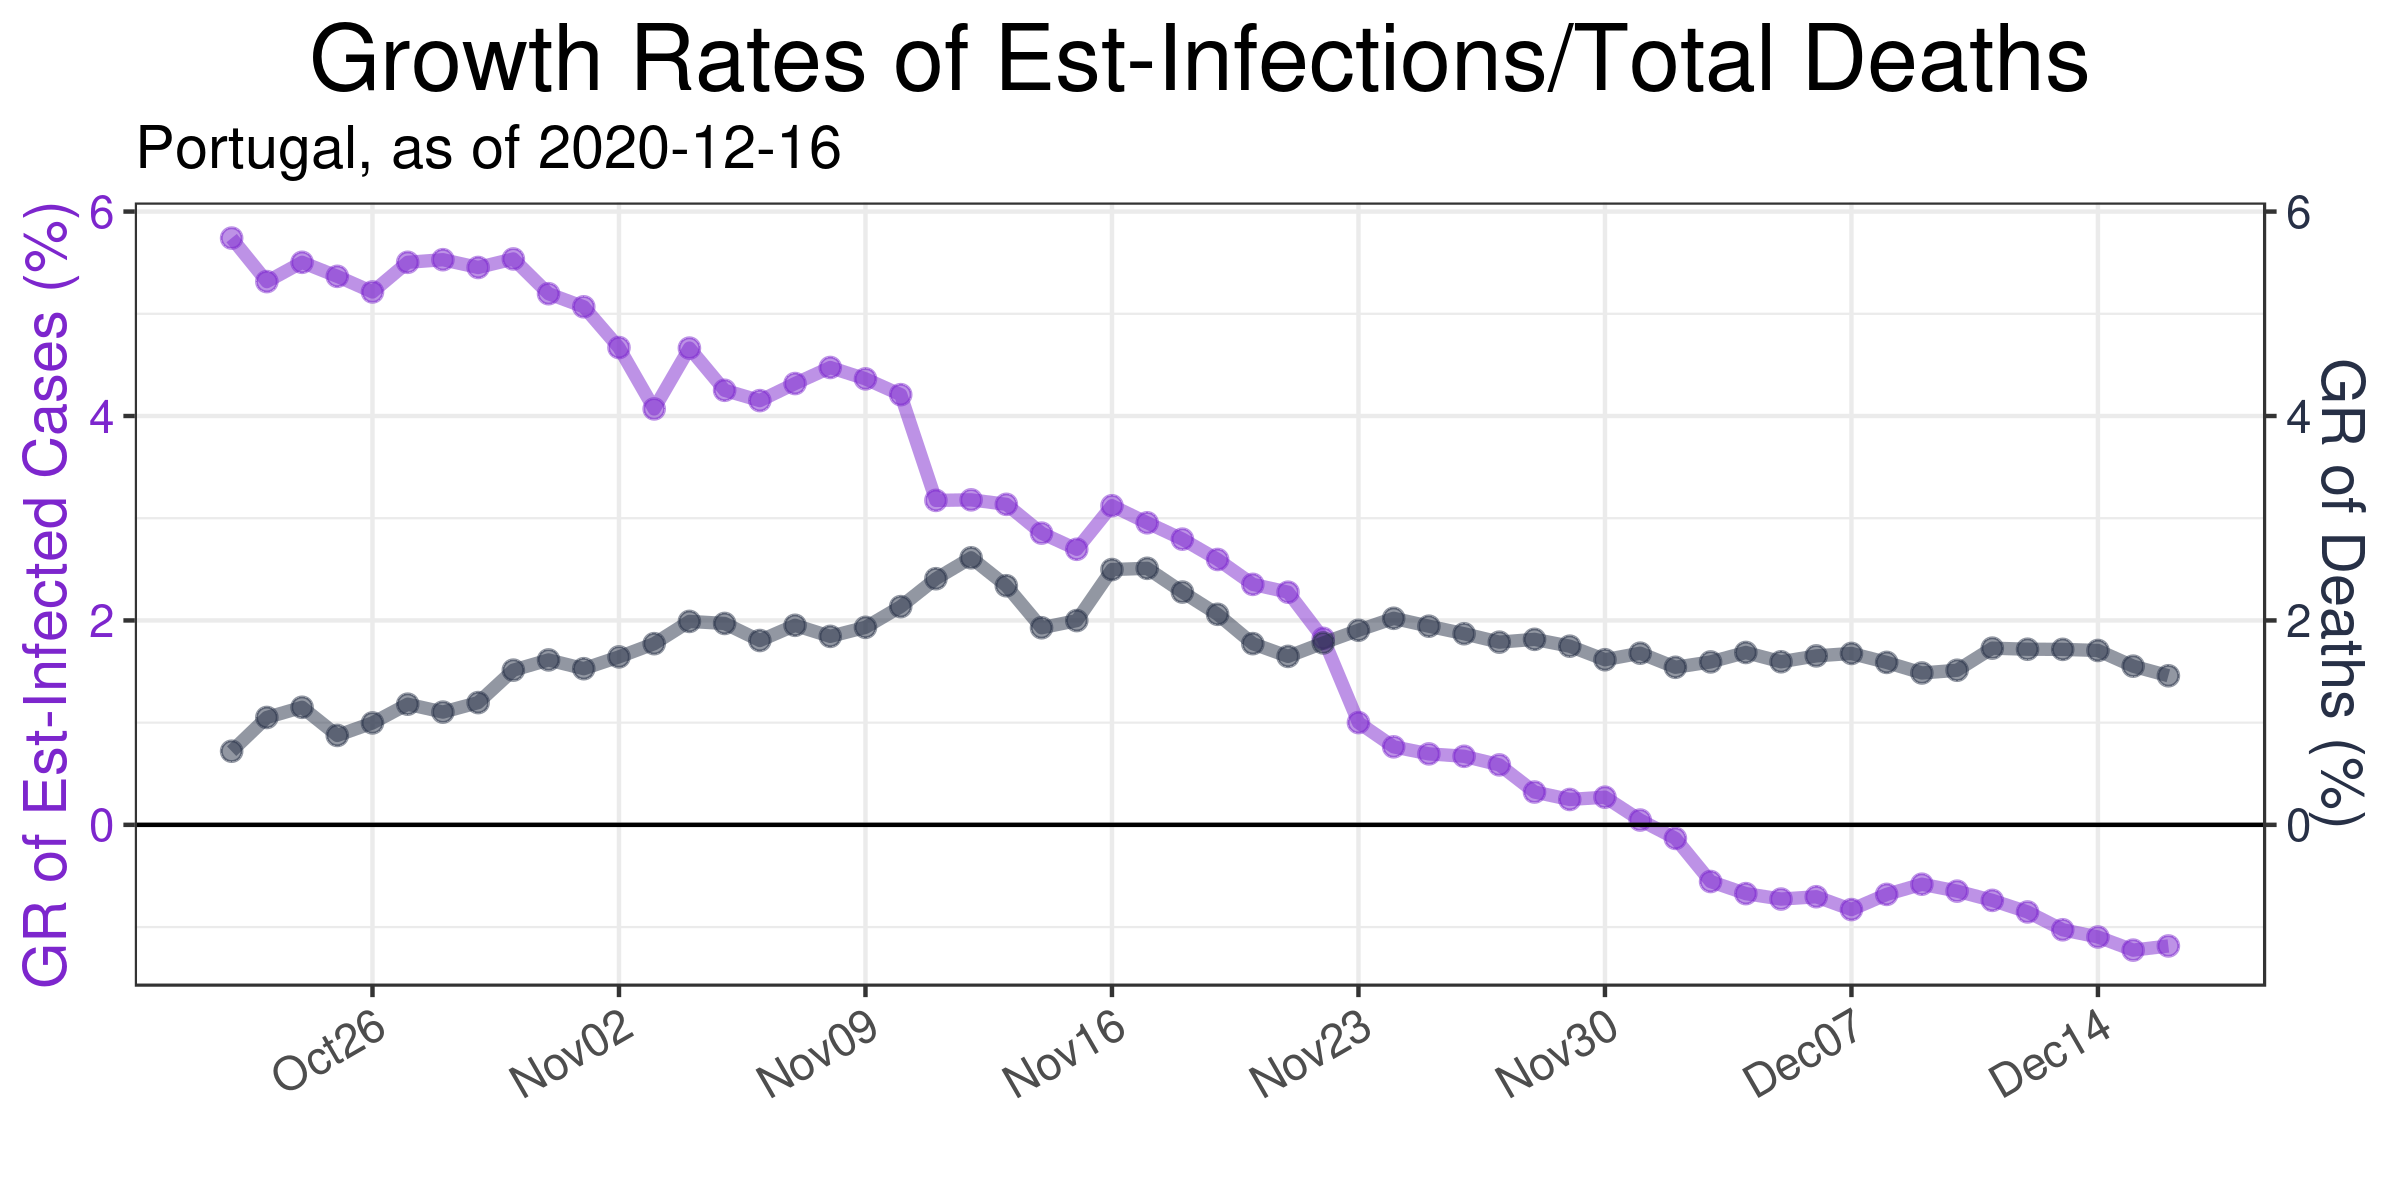 Growth Rates of Est-Infections/Total Deaths
Portugal, as of 2020-12-16
GR of Est-Infected Cases (%)
6
4
2
0
6
4
2
0
GR of Deaths (%)
Oct26
Nov02
Nov09
Nov16
Nov23
Nov30
Dec07
Dec14